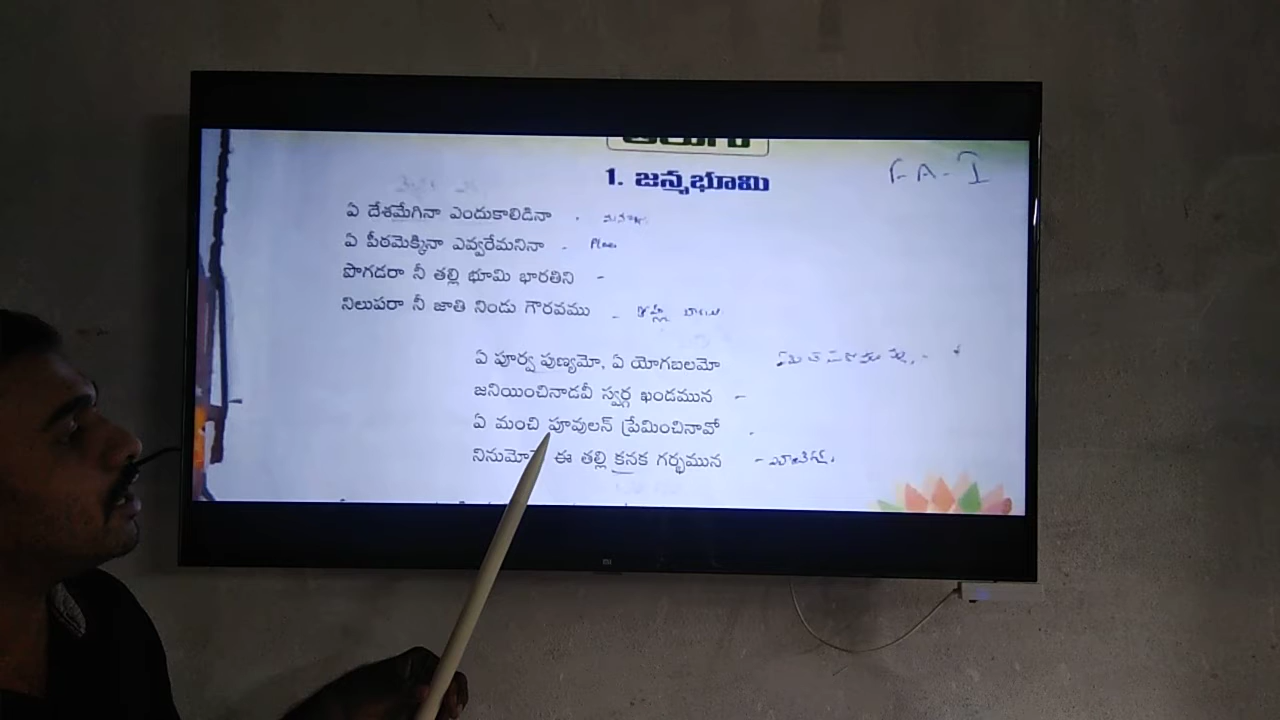 తెలుగు
1. జన్మభూమి
F-A-I
ఏ దేశమేగినా ఎందుకాలిడినా -
ఏ పీఠమెక్కినా ఎవ్వరేమనినా -
పొగడరా నీ తల్లి భూమి భారతిని -
నిలుపరా నీ జాతి నిండు గౌరవము -
ఏ పూర్వ పుణ్యమో, ఏ యోగబలమో
జనియించినాడవీ స్వర్గ ఖండమున -
ఏ మంచి పూవులన్ ప్రేమించినావో
ఈ తల్లి కనక గర్భమున -